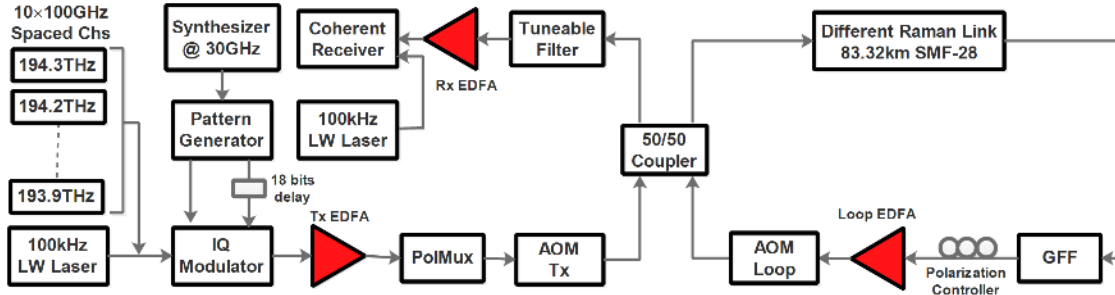 10×100GHz
Spaced Chs
194.3THz
194.2THz
193.9THz
100kHz
LW Laser
Synthesizer
@ 30GHz
Pattern
Generator
18 bits
delay
IQ
Modulator
Tx EDFA
PolMux
AOM
Tx
Coherent
Receiver
100kHz
LW Laser
Rx EDFA
Tuneable
Filter
50/50
Coupler
Different Raman Link
83.32km SMF-28
AOM
Loop
Loop EDFA
Polarization
Controller
GFF